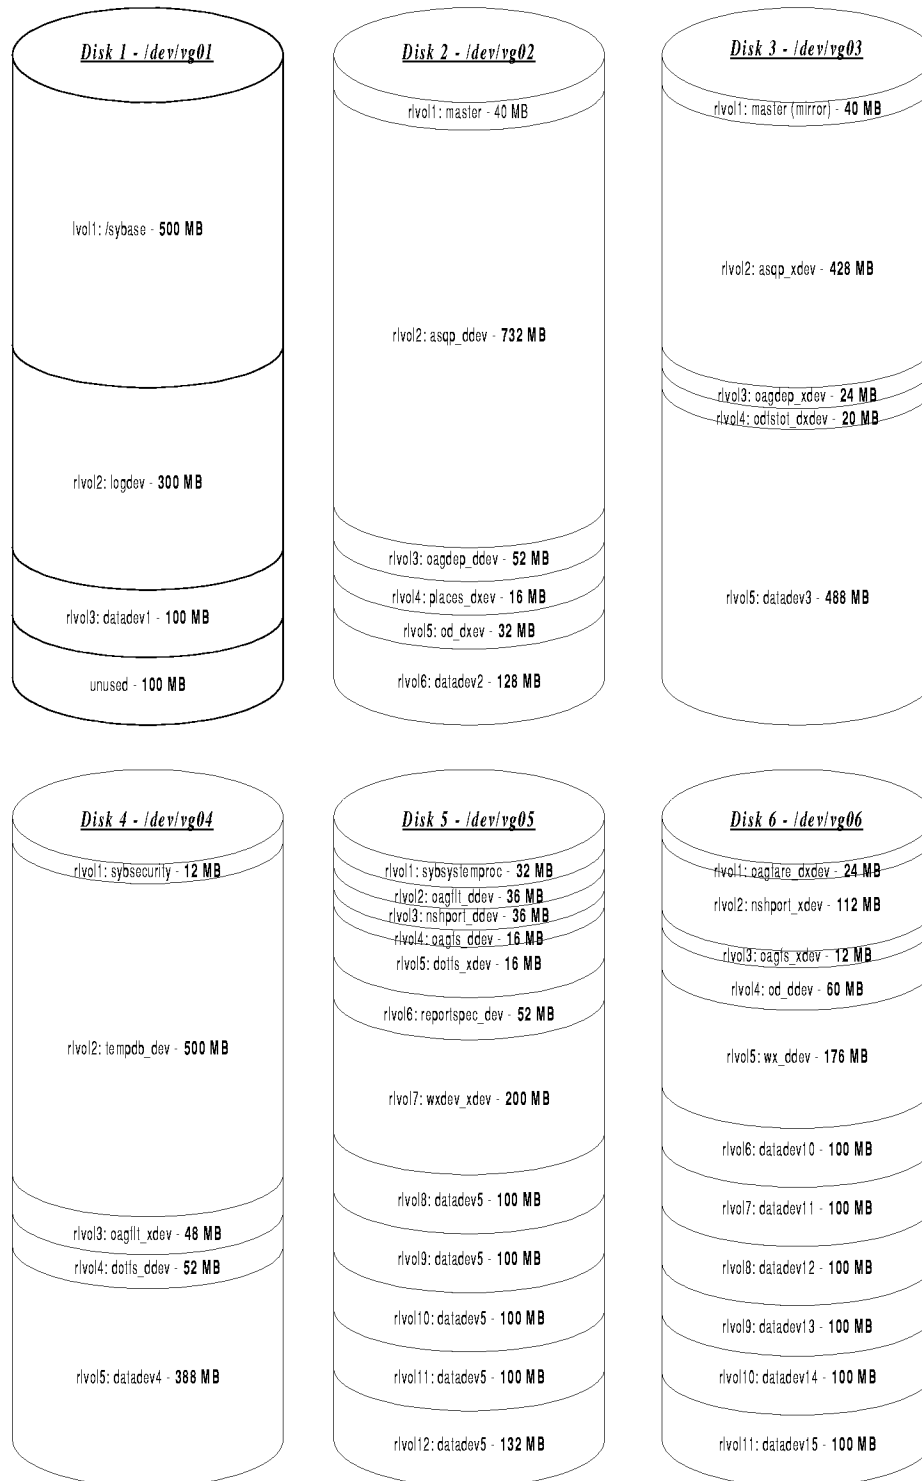 Disk 1 - /dev/vg01
lvol1: /sybase - 500 MB
rlvol2: logdev - 300 MB
rlvol3: datadev1 - 100 MB
unused - 100 MB
Disk 2 - /dev/vg02
rlvol1: master - 40 MB
rlvol2: asqp_ddev - 732 MB
rlvol3: oagdep_ddev - 52 MB
rlvol4: places_dxev - 16 MB
rlvol5: od_dxev - 32 MB
rlvol6: datadev2 - 128 MB
Disk 3 - /dev/vg03
rlvol1: master (mirror) - 40 MB
rlvol2: asqp_xdev - 428 MB
rlvol3: oagdep_xdev - 24 MB
rlvol4: odtstot_dxdev - 20 MB
rlvol5: datadev3 - 488 MB
Disk 4 - /dev/vg04
rlvol1: sybsecurity - 12 MB
rlvol2: tempdb_dev - 500 MB
rlvol3: oagflt_xdev - 48 MB
rlvol4: dotfs_ddev - 52 MB
rlvol5: datadev4 - 388 MB
Disk 5 - /dev/vg05
rlvol1: sybsystemproc - 32 MB
rlvol2: oagflt_ddev - 36 MB
rlvol3: nshport_ddev - 36 MB
rlvol4: oagfs_ddev - 16 MB
rlvol5: dotfs_xdev - 16 MB
rlvol6: reportspec_dev - 52 MB
rlvol7: wxdev_xdev - 200 MB
rlvol8: datadev5 - 100 MB
rlvol9: datadev5 - 100 MB
rlvol10: datadev5 - 100 MB
rlvol11: datadev5 - 100 MB
rlvol12: datadev5 - 132 MB
Disk 6 - /dev/vg06
rlvol1: oagfare_dxdev - 24 MB
rlvol2: nshport_xdev - 112 MB
rlvol3: oagfs_xdev - 12 MB
rlvol4: od_ddev - 60 MB
rlvol5: wx_ddev - 176 MB
rlvol6: datadev10 - 100 MB
rlvol7: datadev11 - 100 MB
rlvol8: datadev12 - 100 MB
rlvol9: datadev13 - 100 MB
rlvol10: datadev14 - 100 MB
rlvol11: datadev15 - 100 MB